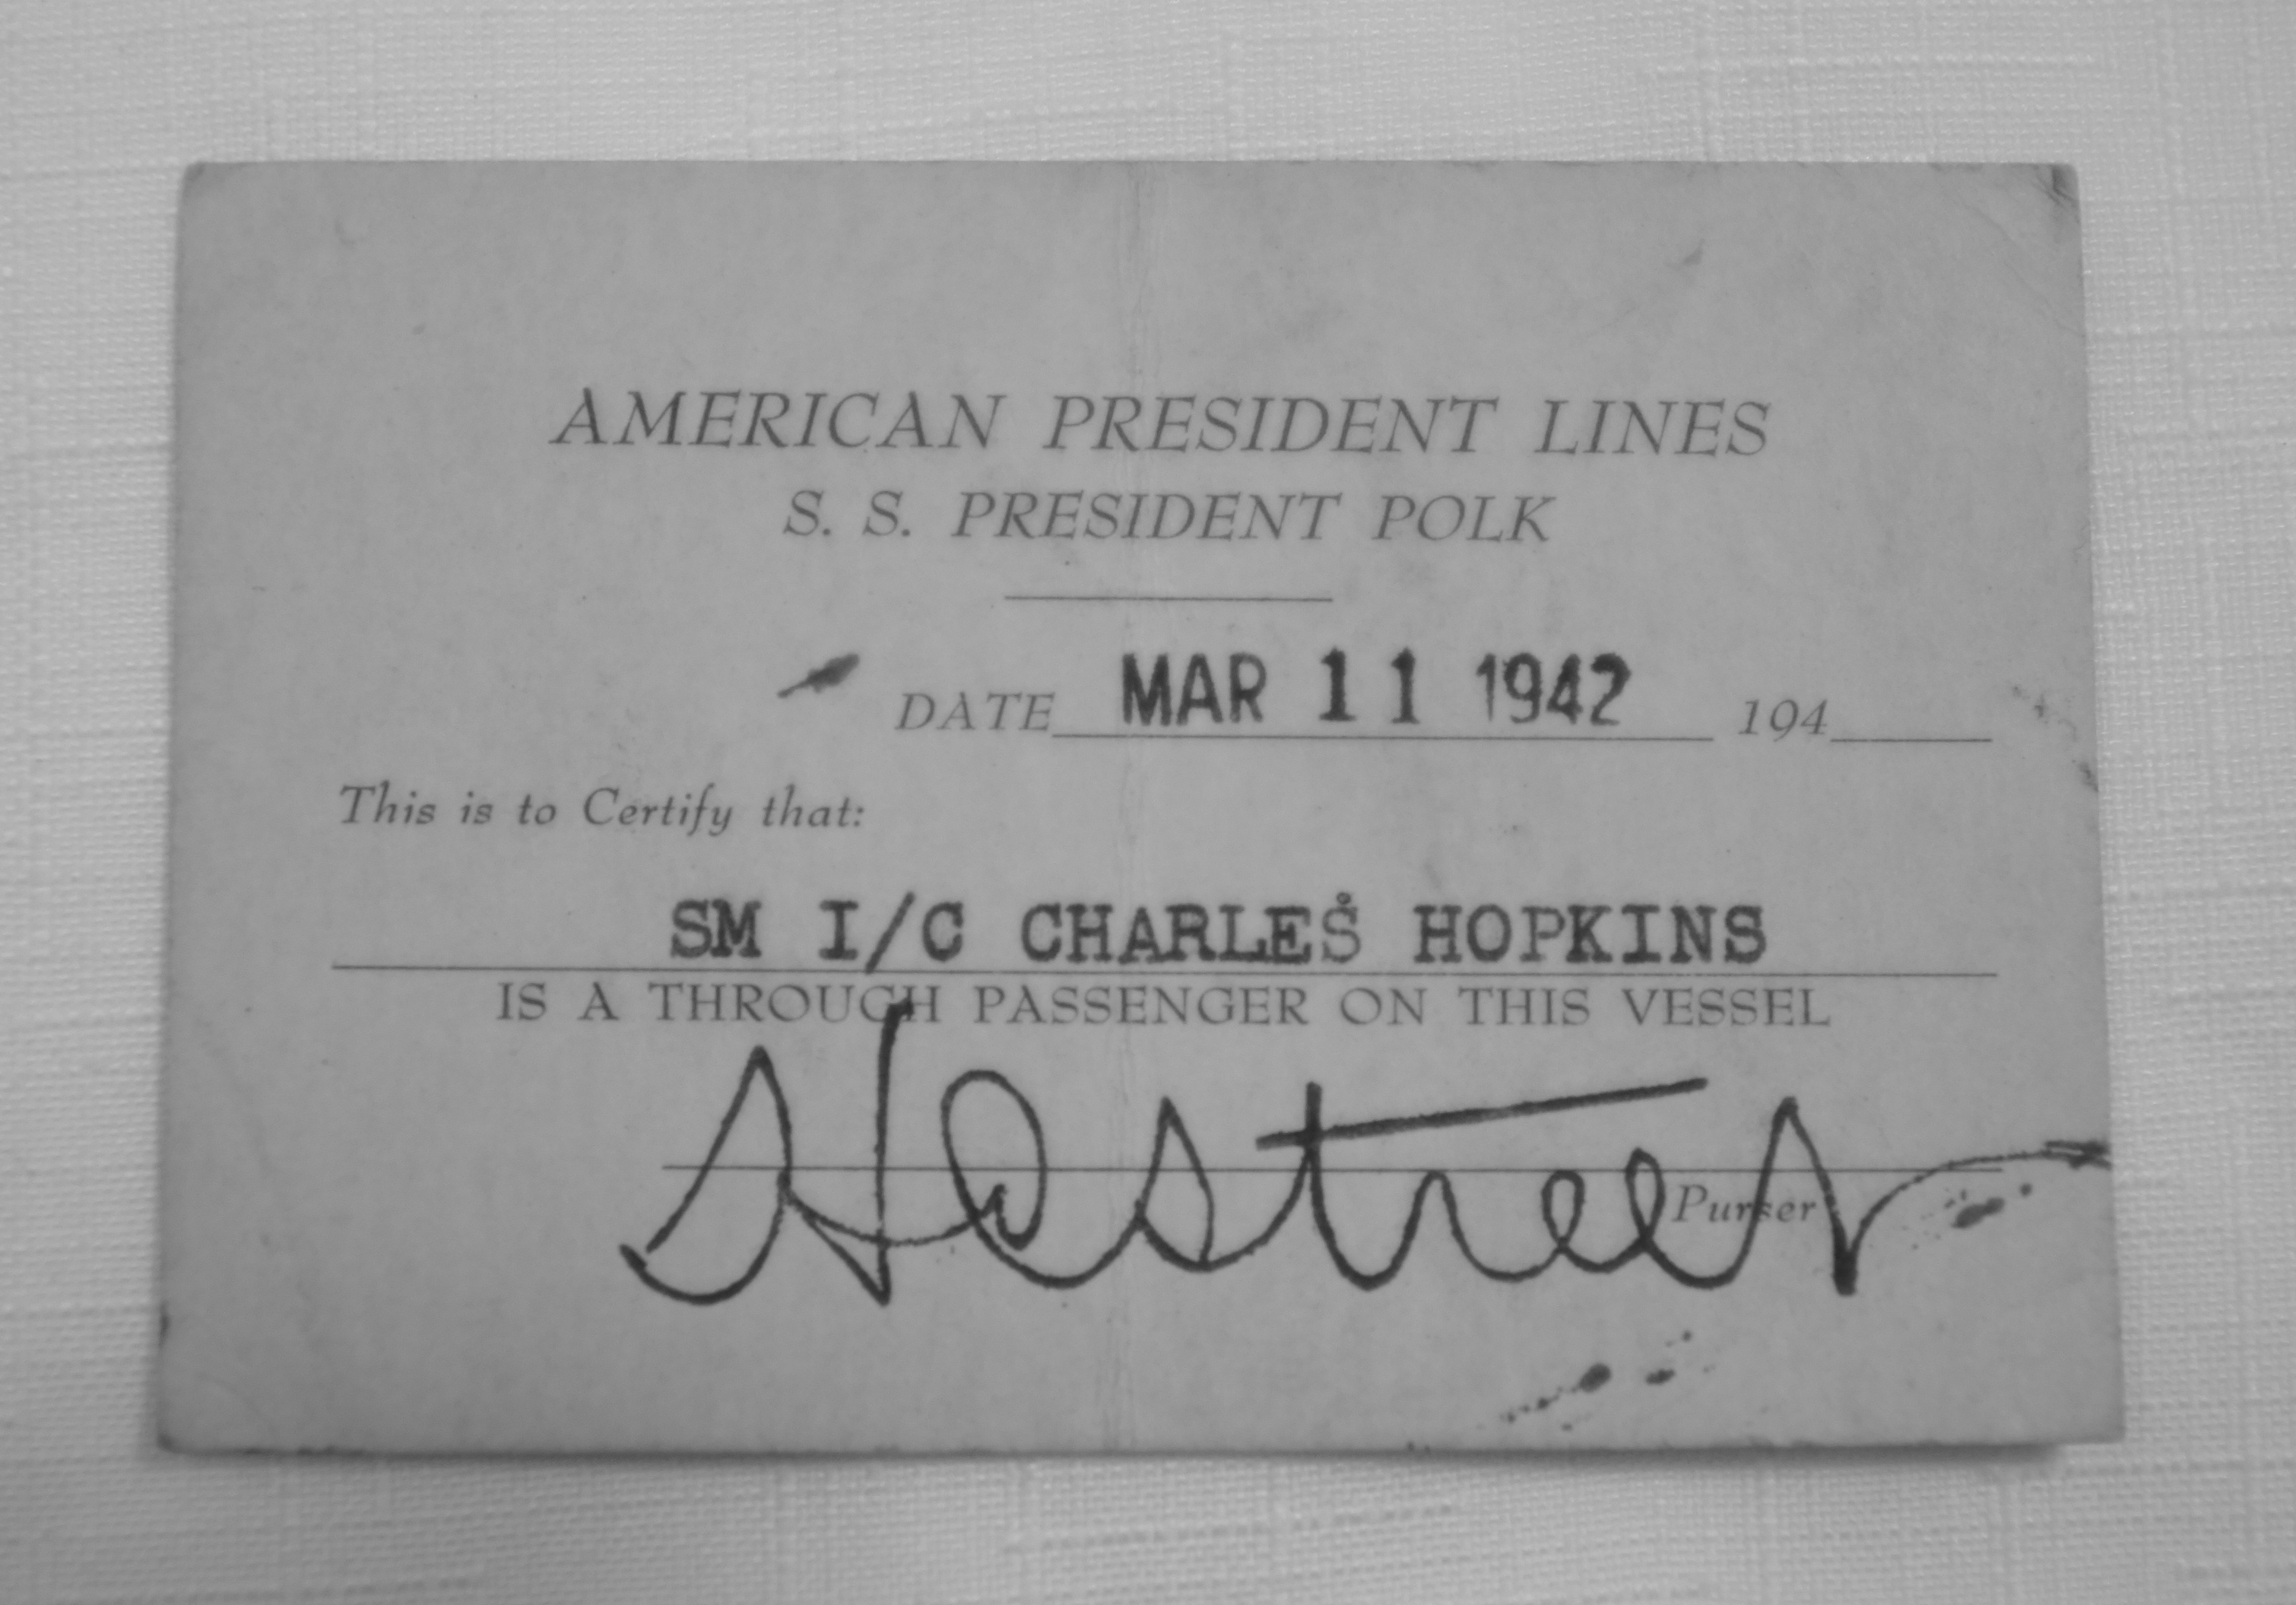 AMERICAN PRESIDENT LINES
S. S. PRESIDENT POLK
DATE MAR 11 1942 194
This is to Certify that:
SM I/C CHARLES HOPKINS
IS A THROUGH PASSENGER ON THIS VESSEL
Purser